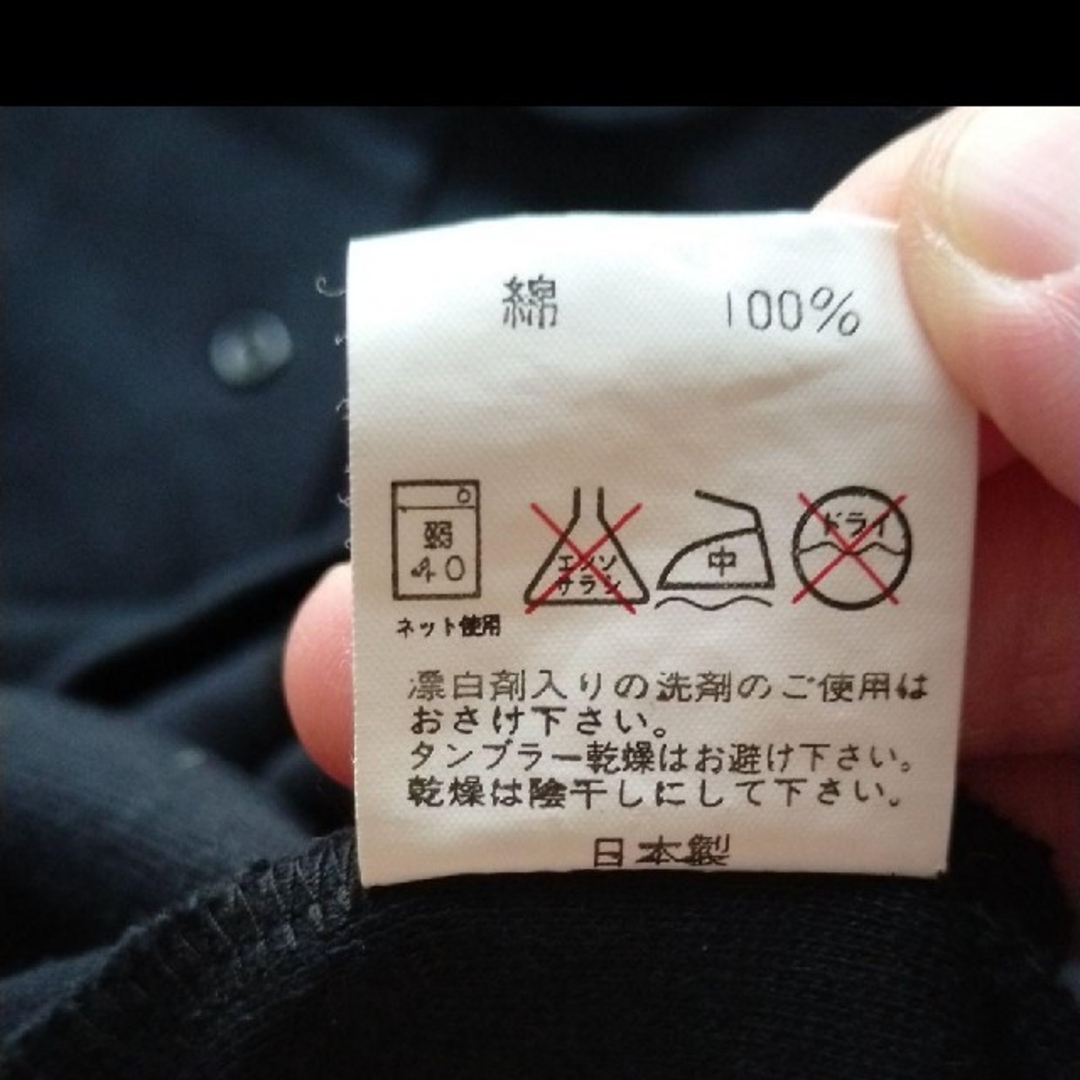 綿 100%
弱
40
ネット使用
エンソ
サラシ
中
ドライ
漂白剤入りの洗剤のご使用は
おさけ下さい。
タンブラー乾燥はお避け下さい。
乾燥は陰干しにして下さい。
日本製